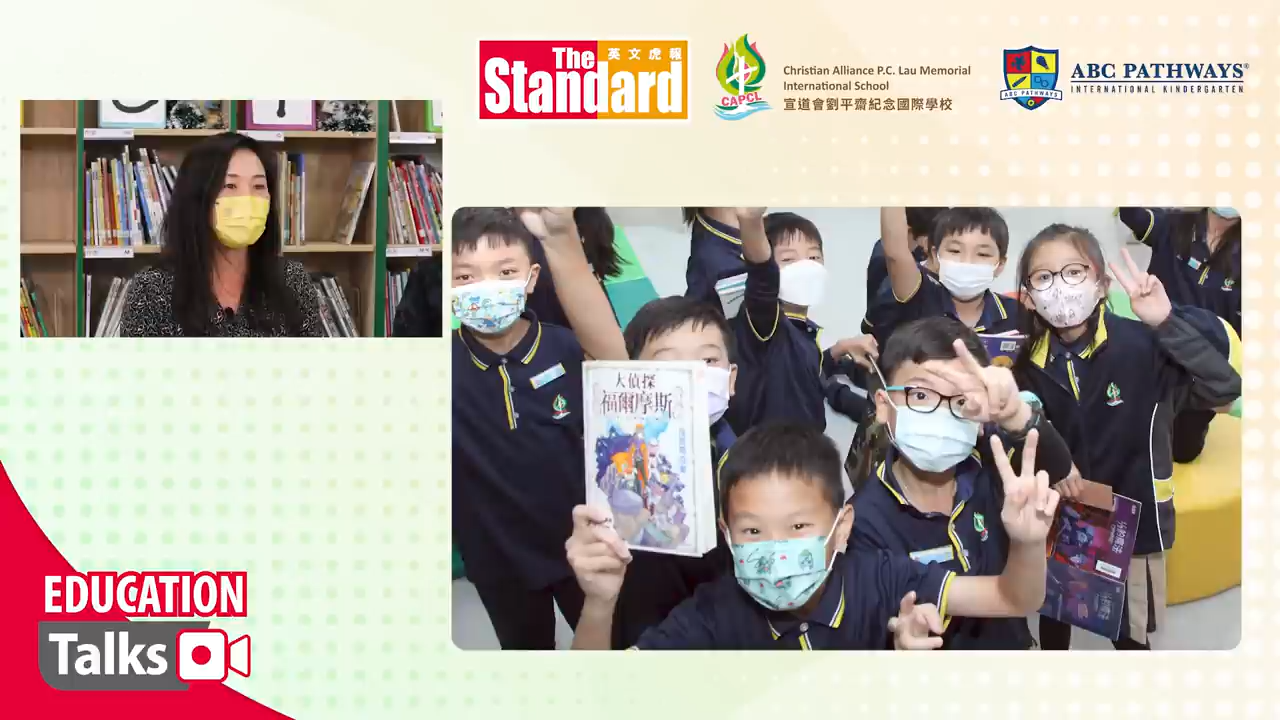 The
英文虎報
Standard
CAPCL
Christian Alliance P.C. Lau Memorial
International School
宣道會劉平齋紀念國際學校
ABC PATHWAYS
ABC PATHWAYS®
INTERNATIONAL KINDERGARTEN
大偵探
福爾摩斯
EDUCATION
Talks